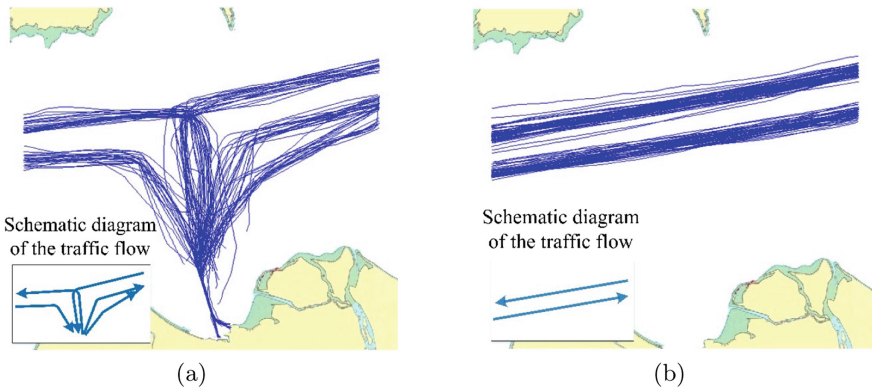 Schematic diagram
of the traffic flow
(a)
Schematic diagram
of the traffic flow
(b)